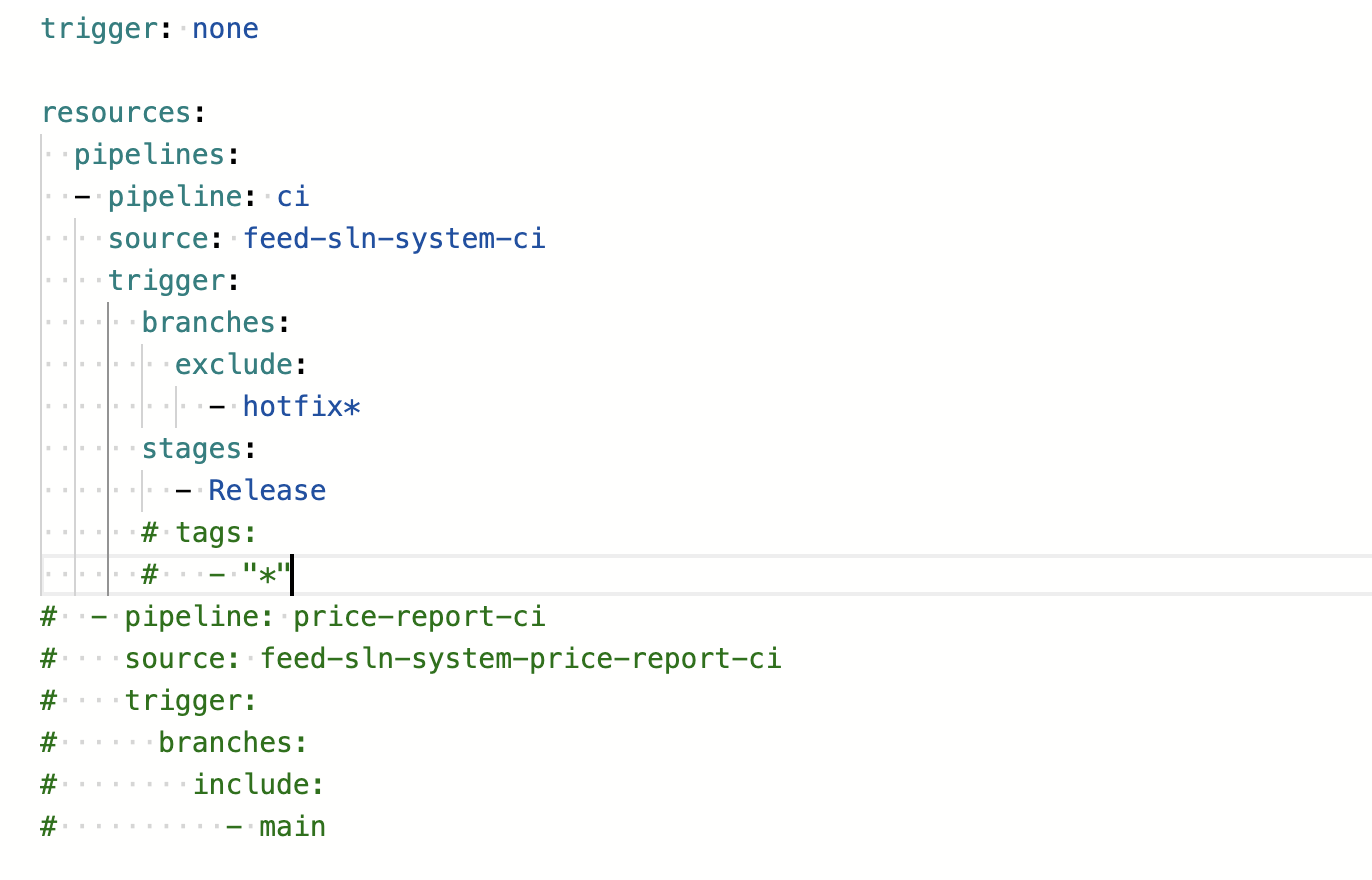 trigger: none
resources:
  pipelines:
  - pipeline: ci
    source: feed-sln-system-ci
    trigger:
      branches:
        exclude:
          - hotfix*
      stages:
        - Release
      # tags:
      #   - "*"
#  - pipeline: price-report-ci
#    source: feed-sln-system-price-report-ci
#    trigger:
#      branches:
#        include:
#          - main